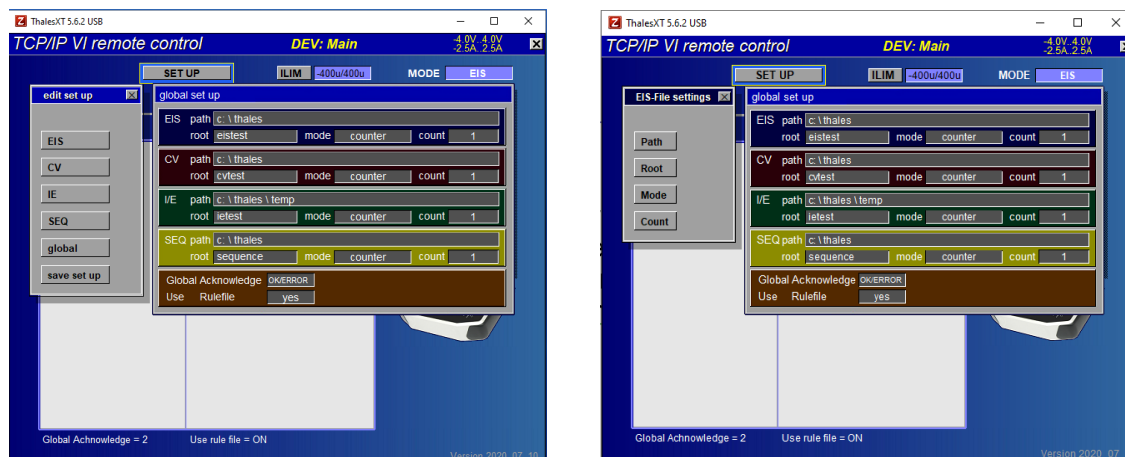 ThalesXT 5.6.2 USB
TCP/IP VI remote control DEV: Main -4.0V..4.0V
-2.5A..2.5A
SET UP ILIM -400u/400u MODE EIS
edit set up
EIS
CV
IE
SEQ
global
save set up
global set up
EIS path c: \ thales
root eistest mode counter count 1
CV path c: \ thales
root cvtest mode counter count 1
I/E path c: \ thales \ temp
root ietest mode counter count 1
SEQ path c: \ thales
root sequence mode counter count 1
Global Acknowledge OK/ERROR
Use Rulefile yes
Global Achnowledge = 2 Use rule file = ON
Version 2020_07_10
ThalesXT 5.6.2 USB
TCP/IP VI remote control DEV: Main -4.0V..4.0V
-2.5A..2.5A
SET UP ILIM -400u/400u MODE EIS
EIS-File settings
Path
Root
Mode
Count
global set up
EIS path c: \ thales
root eistest mode counter count 1
CV path c: \ thales
root cvtest mode counter count 1
I/E path c: \ thales \ temp
root ietest mode counter count 1
SEQ path c: \ thales
root sequence mode counter count 1
Global Acknowledge OK/ERROR
Use Rulefile yes
Global Achnowledge = 2 Use rule file = ON
Version 2020_07